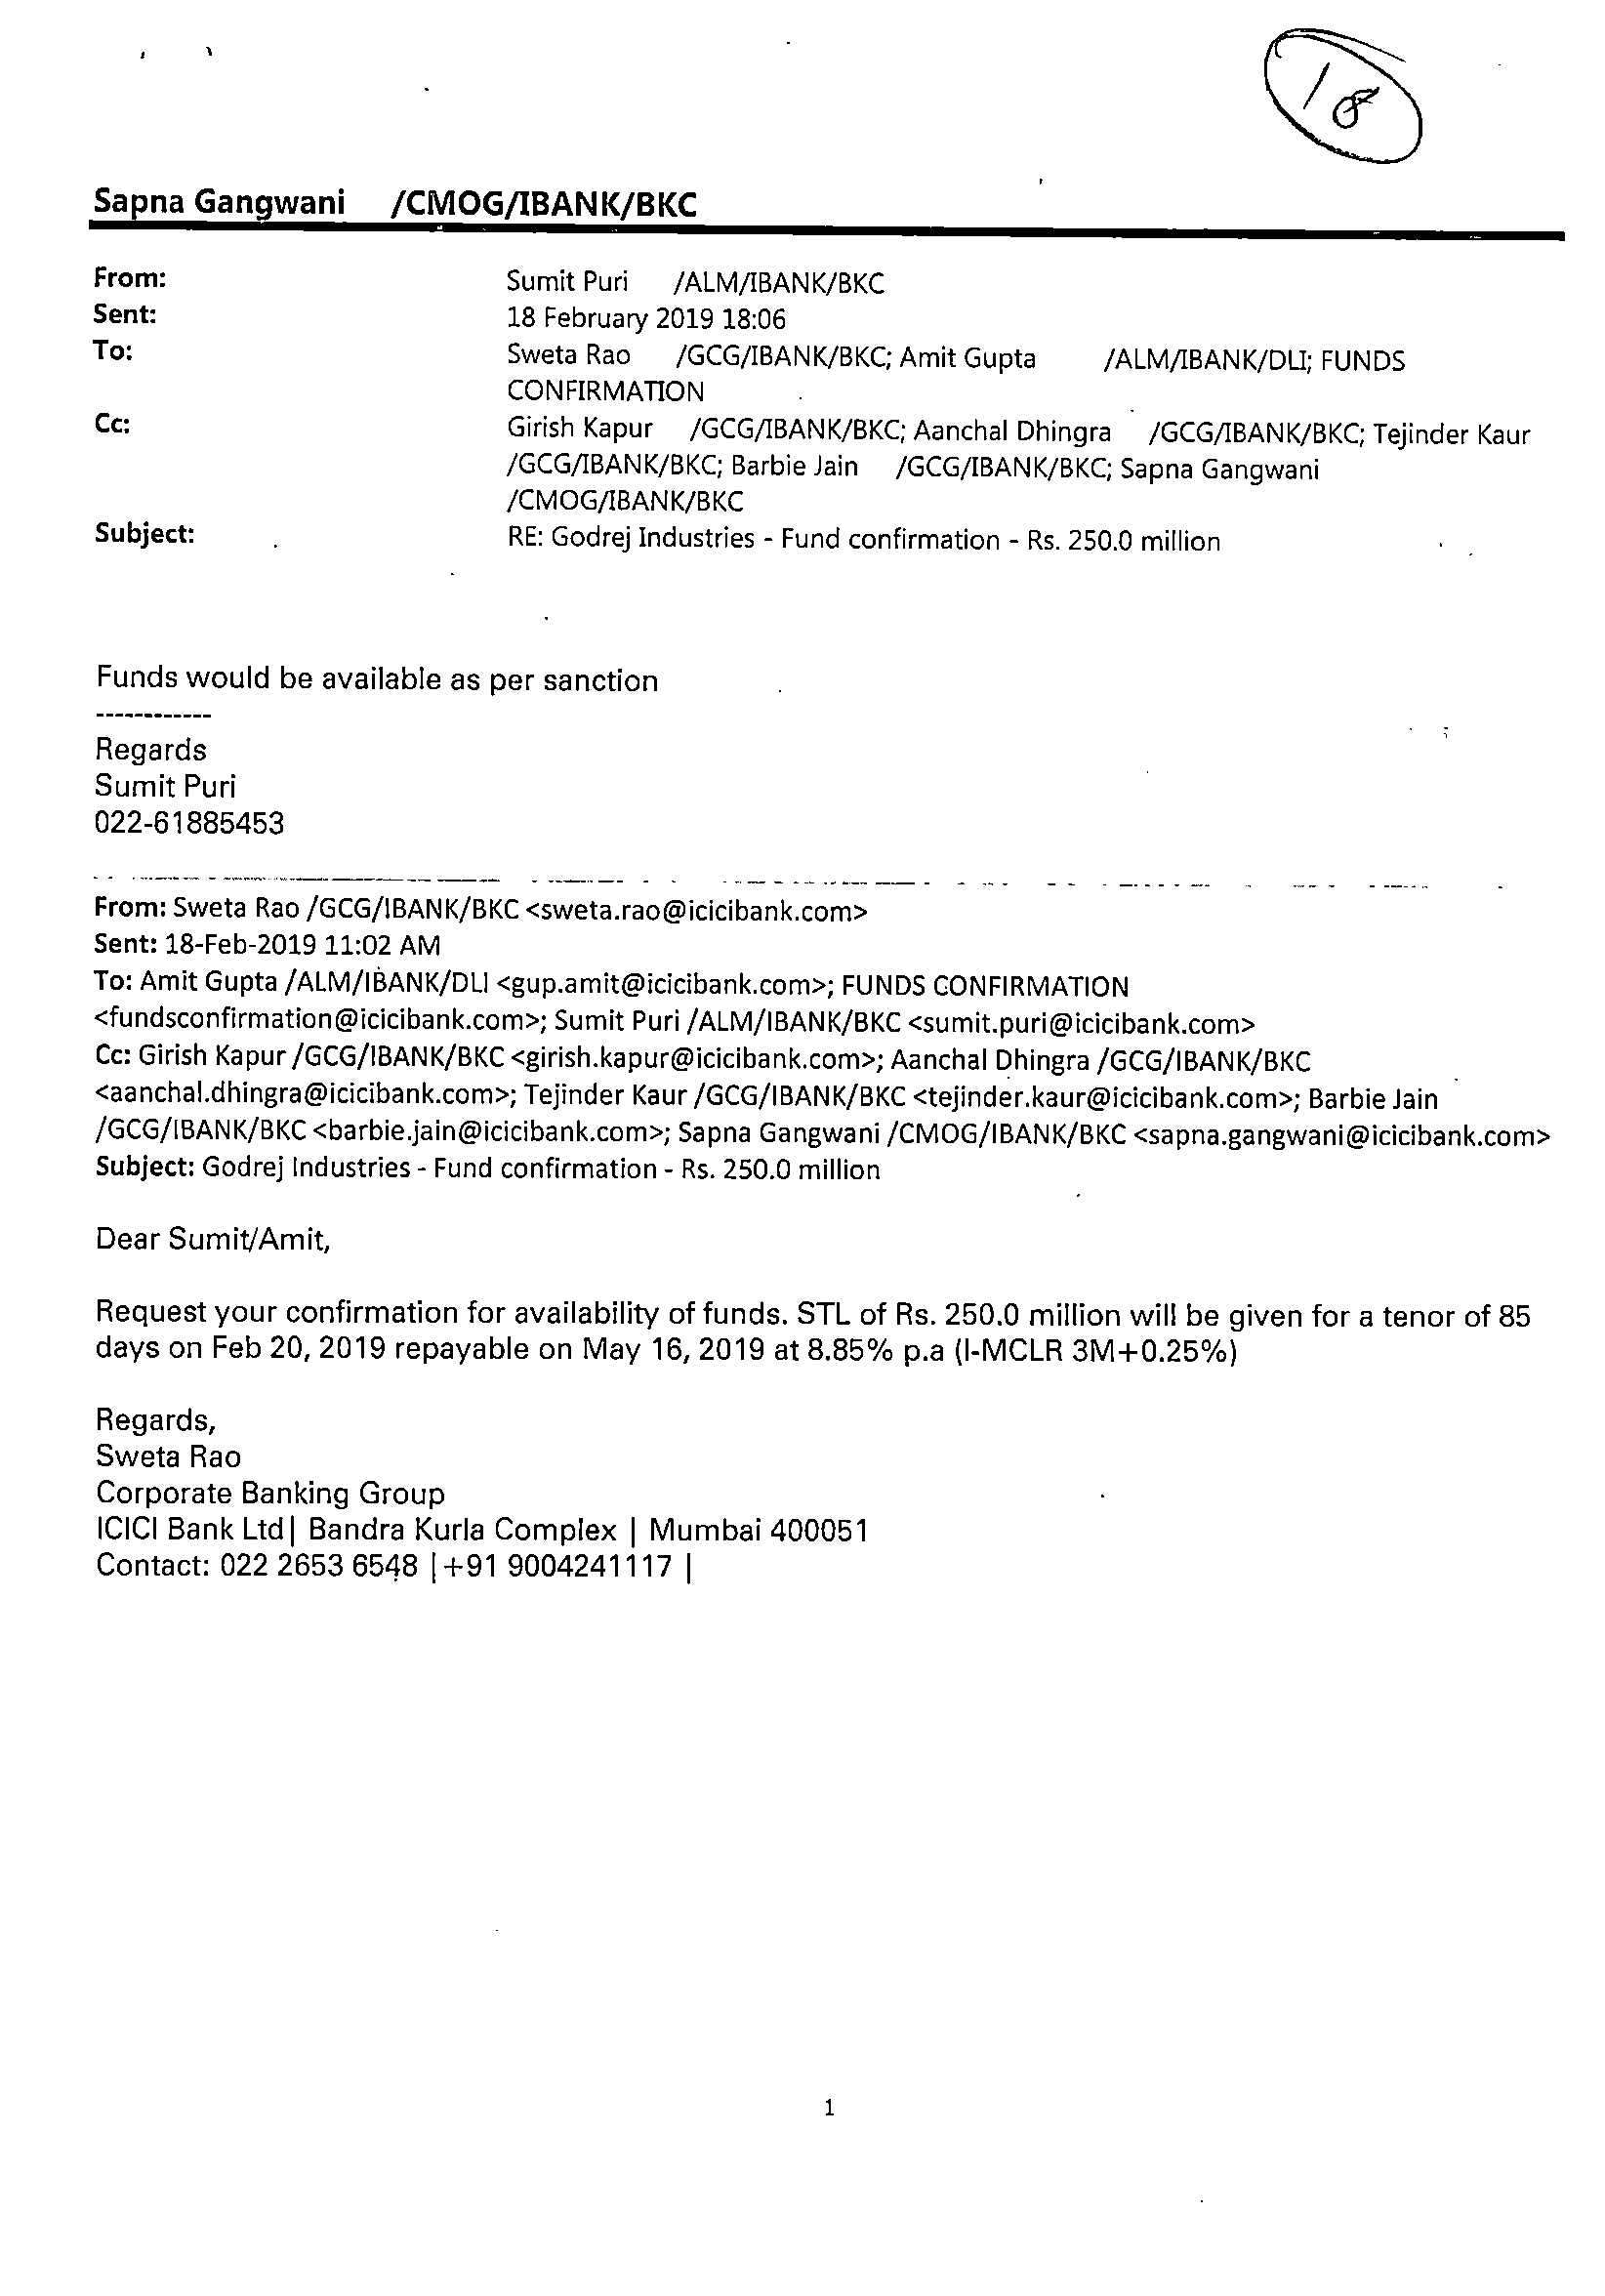 18
Sapna Gangwani /CMOG/IBANK/BKC
From: Sumit Puri /ALM/IBANK/BKC
Sent: 18 February 2019 18:06
To: Sweta Rao /GCG/IBANK/BKC; Amit Gupta /ALM/IBANK/DLI; FUNDS
CONFIRMATION
Cc: Girish Kapur /GCG/IBANK/BKC; Aanchal Dhingra /GCG/IBANK/BKC; Tejinder Kaur
/GCG/IBANK/BKC; Barbie Jain /GCG/IBANK/BKC; Sapna Gangwani
/CMOG/IBANK/BKC
Subject: RE: Godrej Industries - Fund confirmation - Rs. 250.0 million
Funds would be available as per sanction
------------
Regards
Sumit Puri
022-61885453
From: Sweta Rao /GCG/IBANK/BKC <sweta.rao@icicibank.com>
Sent: 18-Feb-2019 11:02 AM
To: Amit Gupta /ALM/IBANK/DLI <gup.amit@icicibank.com>; FUNDS CONFIRMATION
<fundsconfirmation@icicibank.com>; Sumit Puri /ALM/IBANK/BKC <sumit.puri@icicibank.com>
Cc: Girish Kapur /GCG/IBANK/BKC <girish.kapur@icicibank.com>; Aanchal Dhingra /GCG/IBANK/BKC
<aanchal.dhingra@icicibank.com>; Tejinder Kaur /GCG/IBANK/BKC <tejinder.kaur@icicibank.com>; Barbie Jain
/GCG/IBANK/BKC <barbie.jain@icicibank.com>; Sapna Gangwani /CMOG/IBANK/BKC <sapna.gangwani@icicibank.com>
Subject: Godrej Industries - Fund confirmation - Rs. 250.0 million
Dear Sumit/Amit,
Request your confirmation for availability of funds. STL of Rs. 250.0 million will be given for a tenor of 85
days on Feb 20, 2019 repayable on May 16, 2019 at 8.85% p.a (I-MCLR 3M+0.25%)
Regards,
Sweta Rao
Corporate Banking Group
ICICI Bank Ltd| Bandra Kurla Complex | Mumbai 400051
Contact: 022 2653 6548 |+91 9004241117 |
1